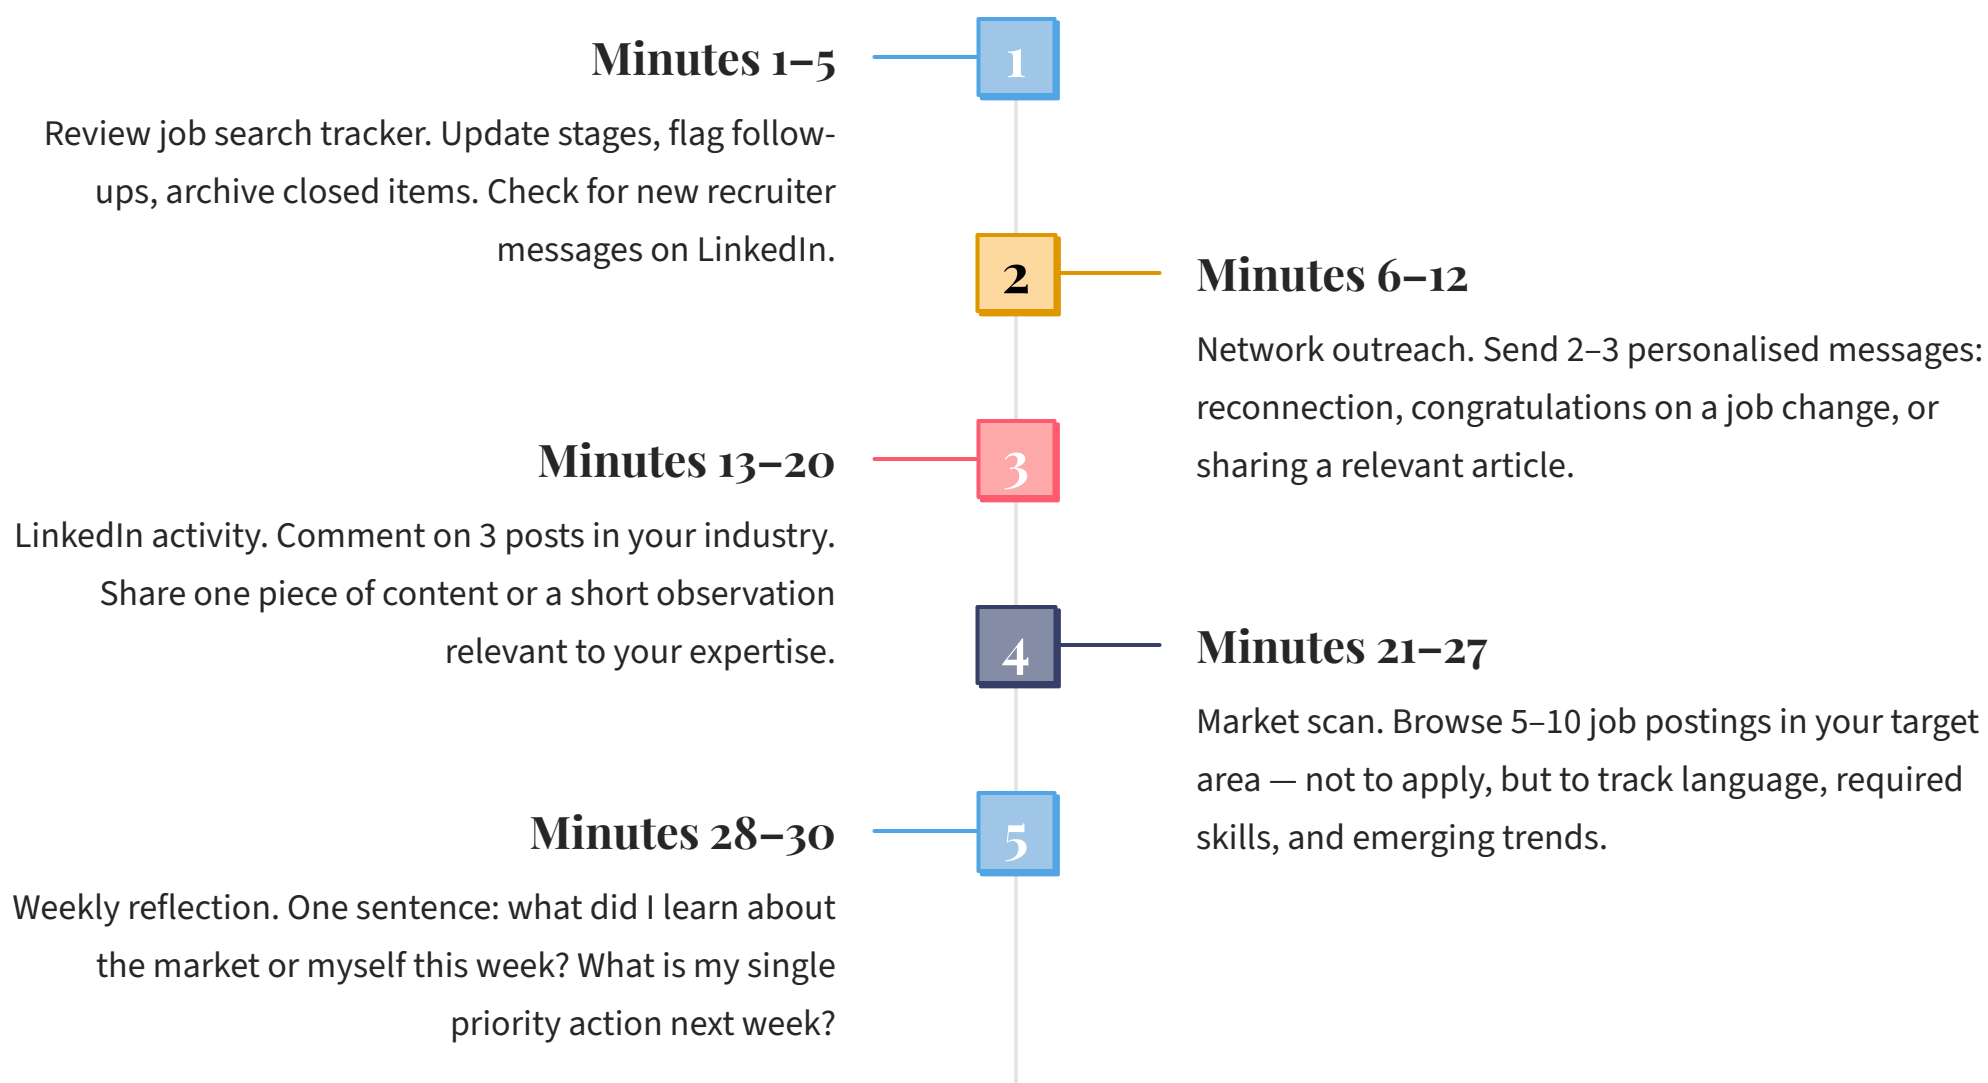 Minutes 1–5
1
Review job search tracker. Update stages, flag follow-
ups, archive closed items. Check for new recruiter
messages on LinkedIn.
2
Minutes 6–12
Network outreach. Send 2–3 personalised messages:
reconnection, congratulations on a job change, or
sharing a relevant article.
Minutes 13–20
3
LinkedIn activity. Comment on 3 posts in your industry.
Share one piece of content or a short observation
relevant to your expertise.
4
Minutes 21–27
Market scan. Browse 5–10 job postings in your target
area — not to apply, but to track language, required
skills, and emerging trends.
Minutes 28–30
5
Weekly reflection. One sentence: what did I learn about
the market or myself this week? What is my single
priority action next week?